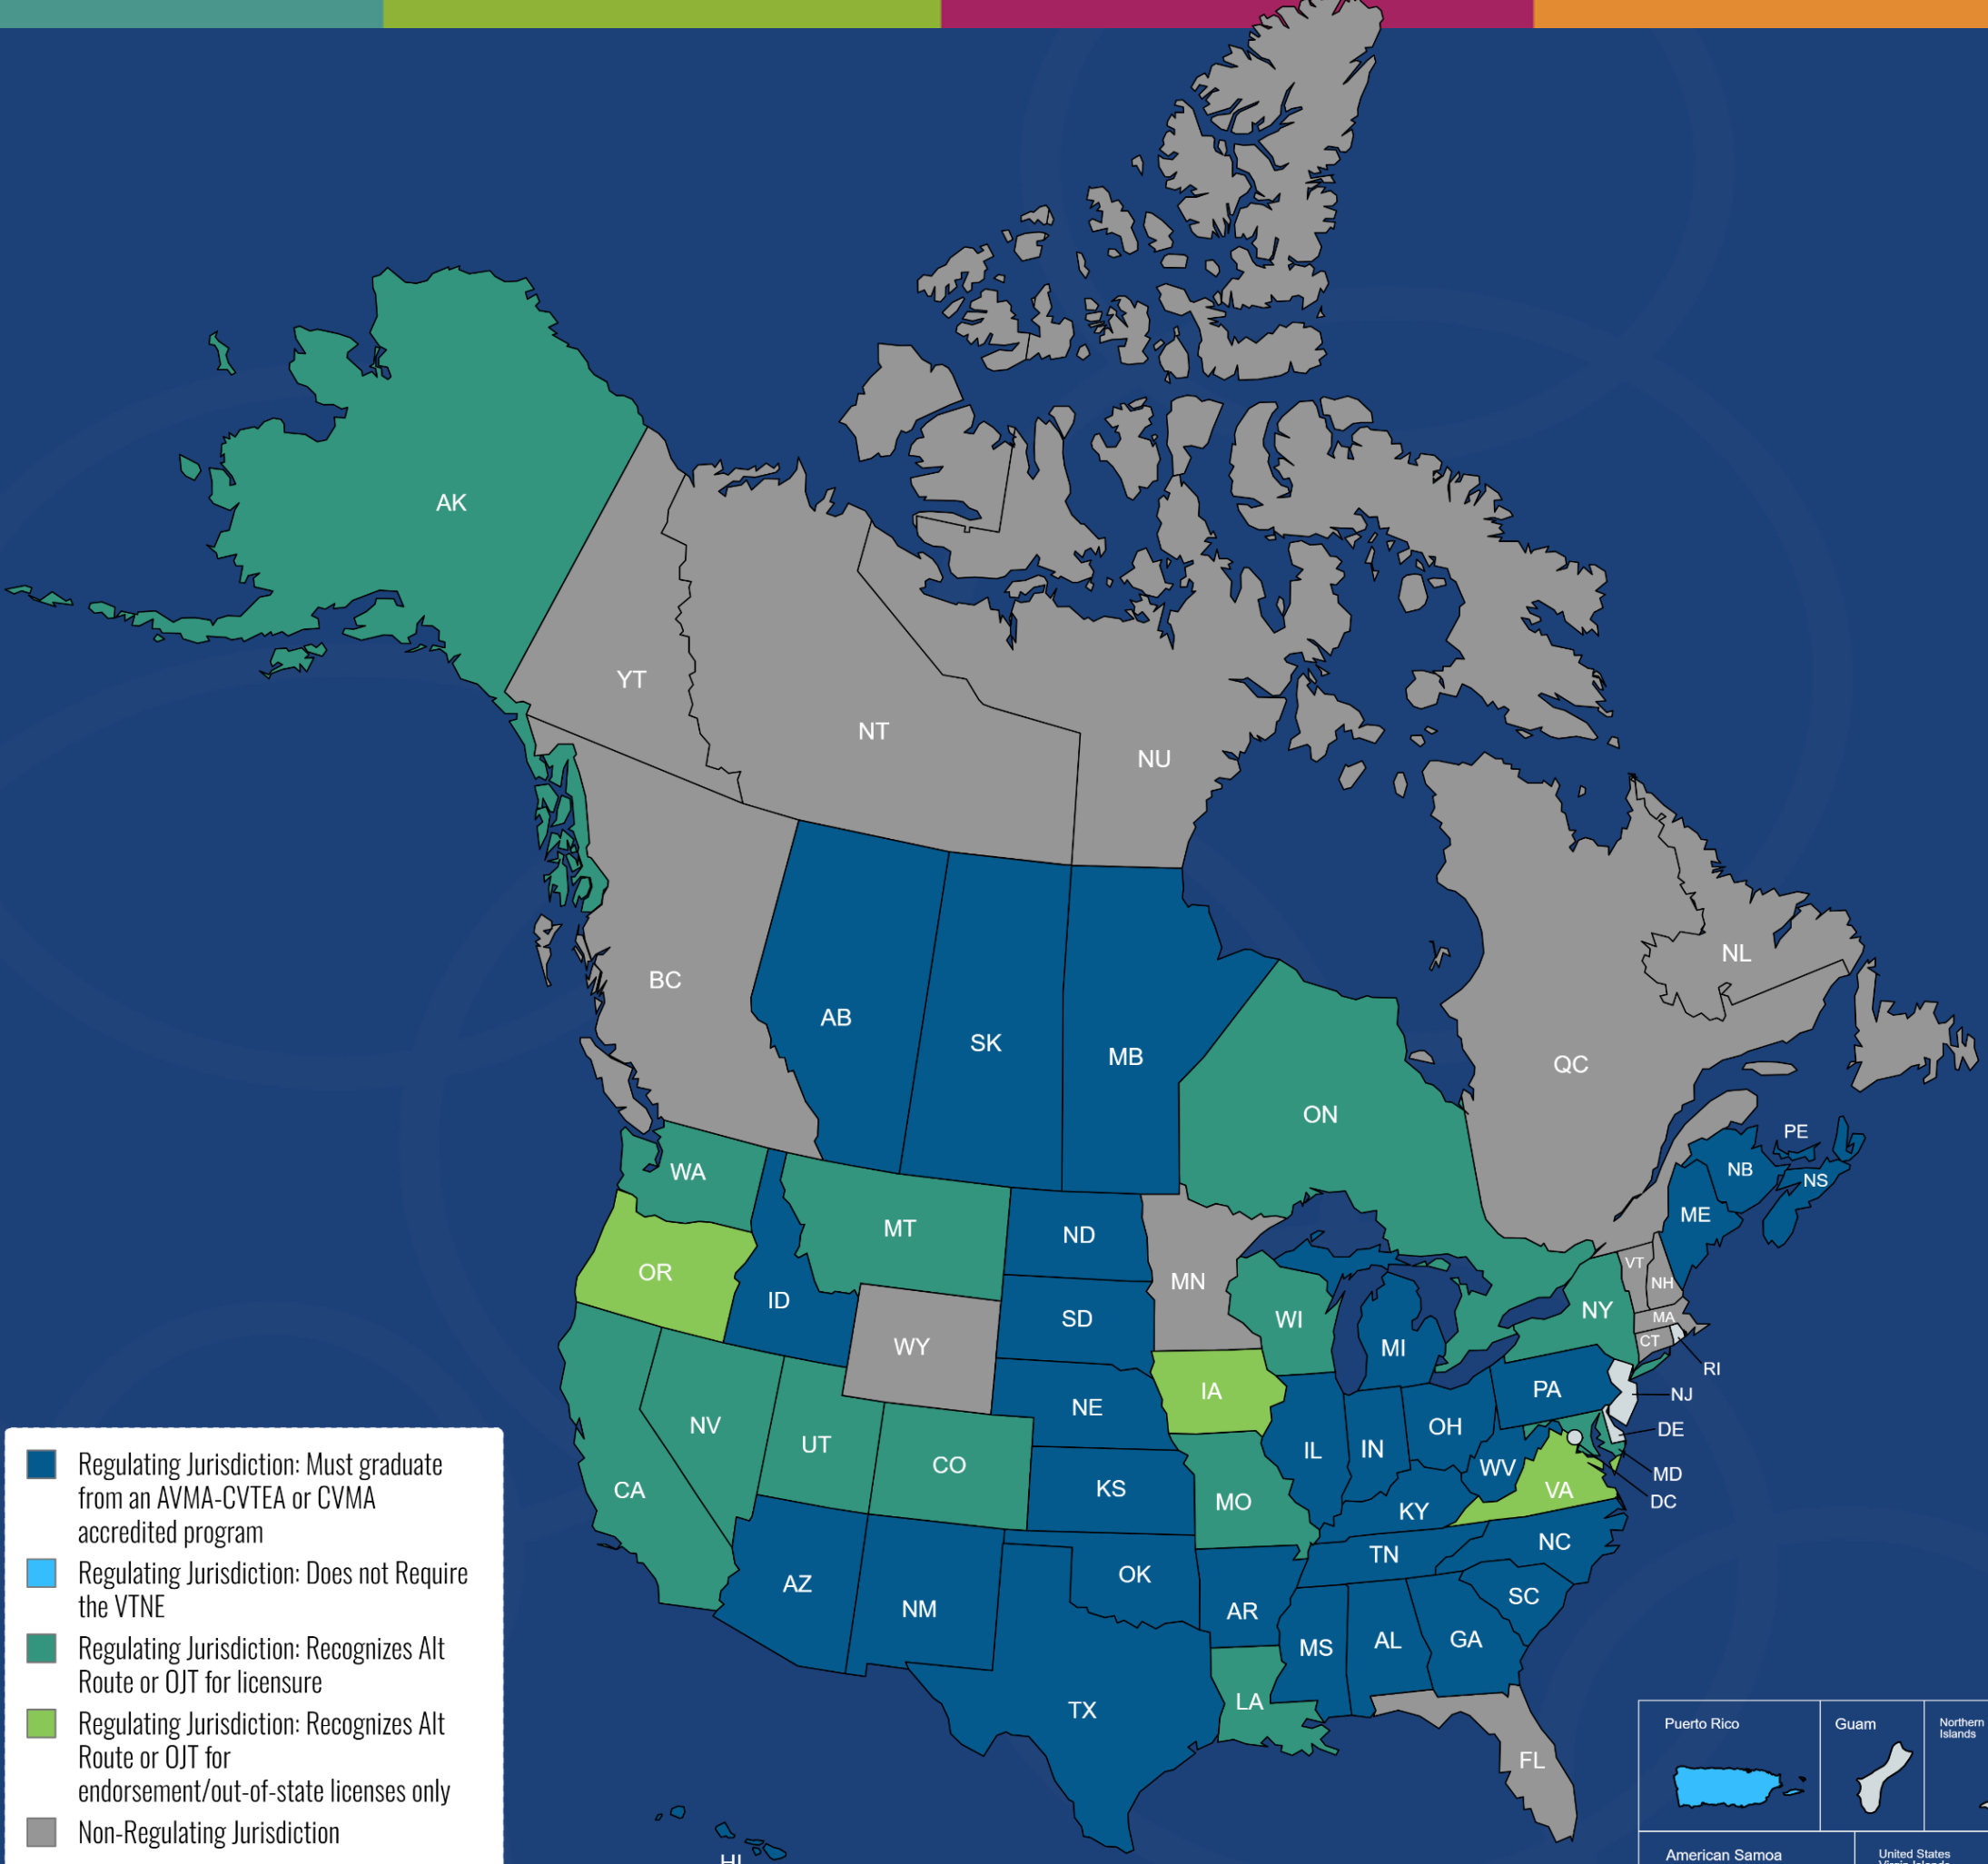 AK
YT
NT
NU
BC
AB
SK
MB
ON
QC
NL
PE
NB
NS
ME
WA
MT
ND
MN
OR
ID
SD
WI
MI
NY
VT
NH
MA
CT
RI
WY
IA
NE
PA
NJ
NV
UT
CO
IL
IN
OH
DE
CA
KS
MO
WV
VA
MD
DC
KY
AZ
NM
OK
AR
TN
NC
SC
MS
AL
GA
TX
LA
FL
HI
Regulating Jurisdiction: Must graduate
from an AVMA-CVTEA or CVMA
accredited program
Regulating Jurisdiction: Does not Require
the VTNE
Regulating Jurisdiction: Recognizes Alt
Route or OJT for licensure
Regulating Jurisdiction: Recognizes Alt
Route or OJT for
endorsement/out-of-state licenses only
Non-Regulating Jurisdiction
Puerto Rico
Guam
Northern
Islands
American Samoa
United States
Virgin Islands